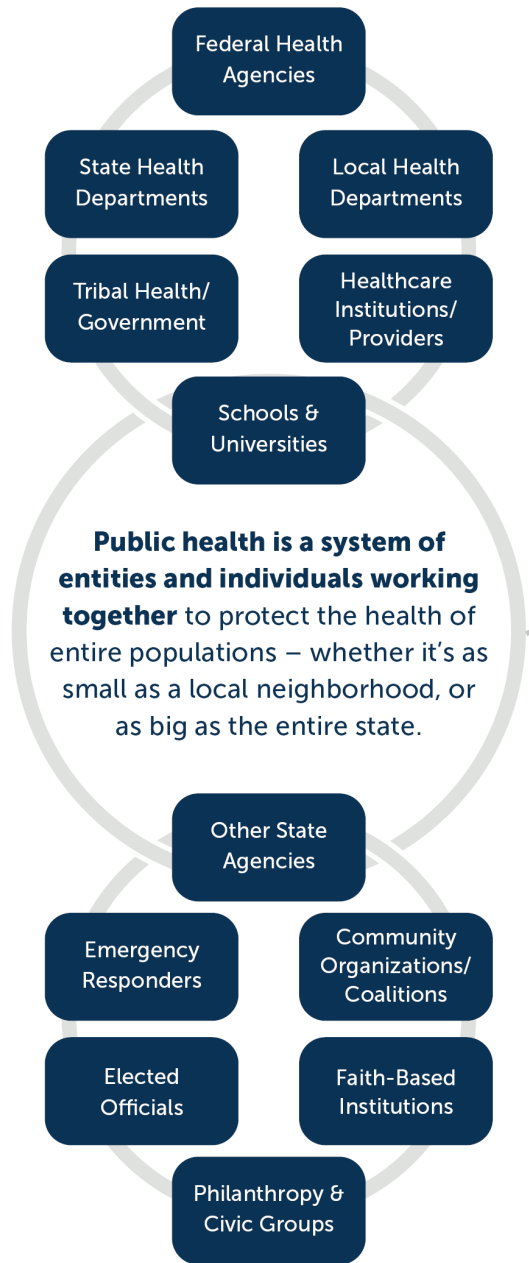 Federal Health
Agencies
State Health
Departments
Local Health
Departments
Tribal Health/
Government
Healthcare
Institutions/
Providers
Schools &
Universities
Public health is a system of
entities and individuals working
together to protect the health of
entire populations – whether it's as
small as a local neighborhood, or
as big as the entire state.
Other State
Agencies
Emergency
Responders
Community
Organizations/
Coalitions
Elected
Officials
Faith-Based
Institutions
Philanthropy &
Civic Groups